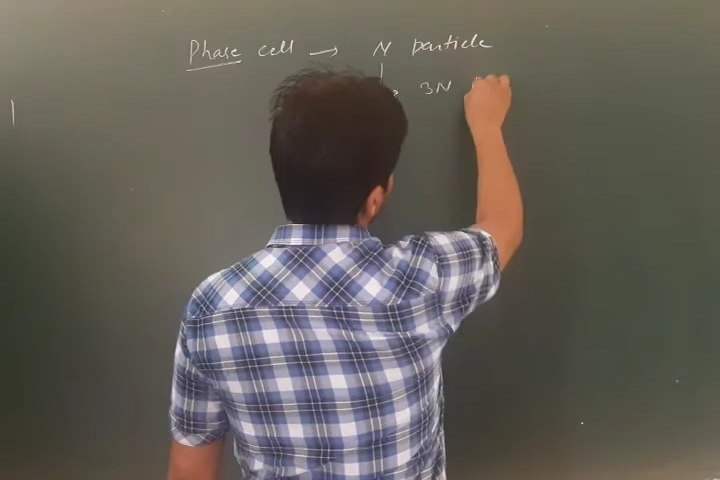 Phase cell → N particle
→ 3N